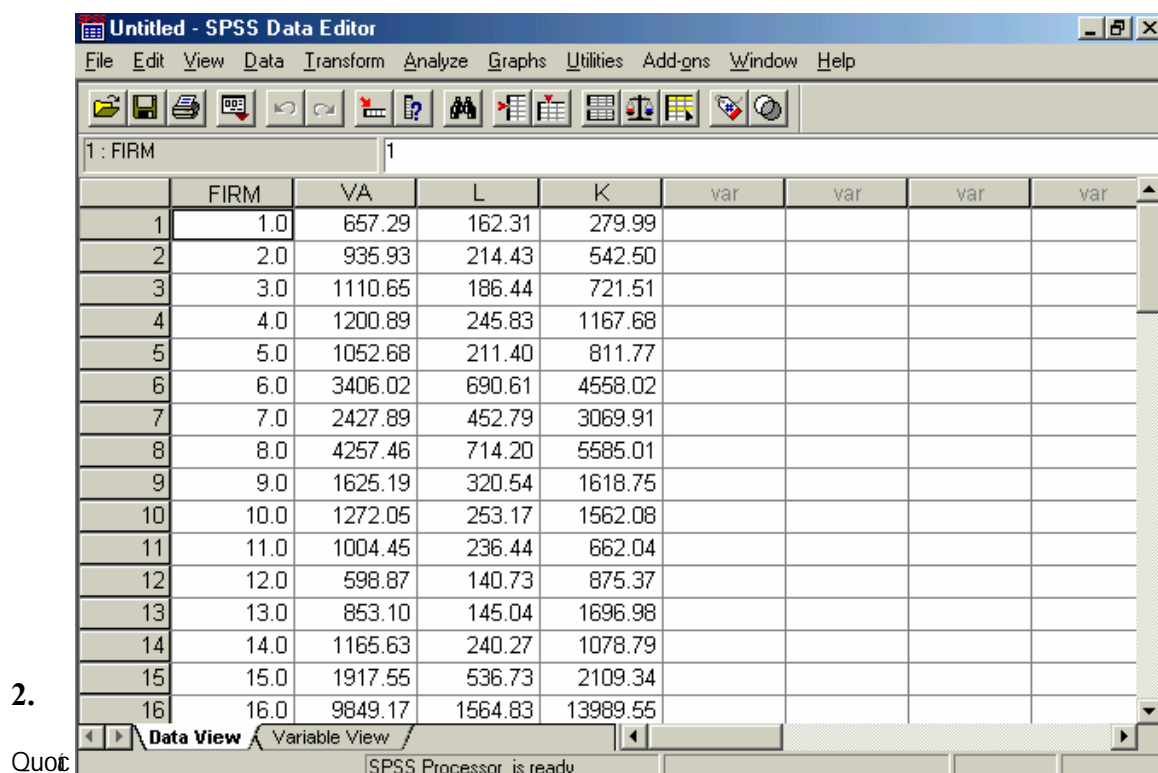 Untitled - SPSS Data Editor
File Edit View Data Transform Analyze Graphs Utilities Add-ons Window Help
1 : FIRM 1
FIRM VA L K var var var var
1 1.0 657.29 162.31 279.99
2 2.0 935.93 214.43 542.50
3 3.0 1110.65 186.44 721.51
4 4.0 1200.89 245.83 1167.68
5 5.0 1052.68 211.40 811.77
6 6.0 3406.02 690.61 4558.02
7 7.0 2427.89 452.79 3069.91
8 8.0 4257.46 714.20 5585.01
9 9.0 1625.19 320.54 1618.75
10 10.0 1272.05 253.17 1562.08
11 11.0 1004.45 236.44 662.04
12 12.0 598.87 140.73 875.37
13 13.0 853.10 145.04 1696.98
14 14.0 1165.63 240.27 1078.79
15 15.0 1917.55 536.73 2109.34
2.
16 16.0 9849.17 1564.83 13989.55
Data View Variable View
SPSS Processor is ready